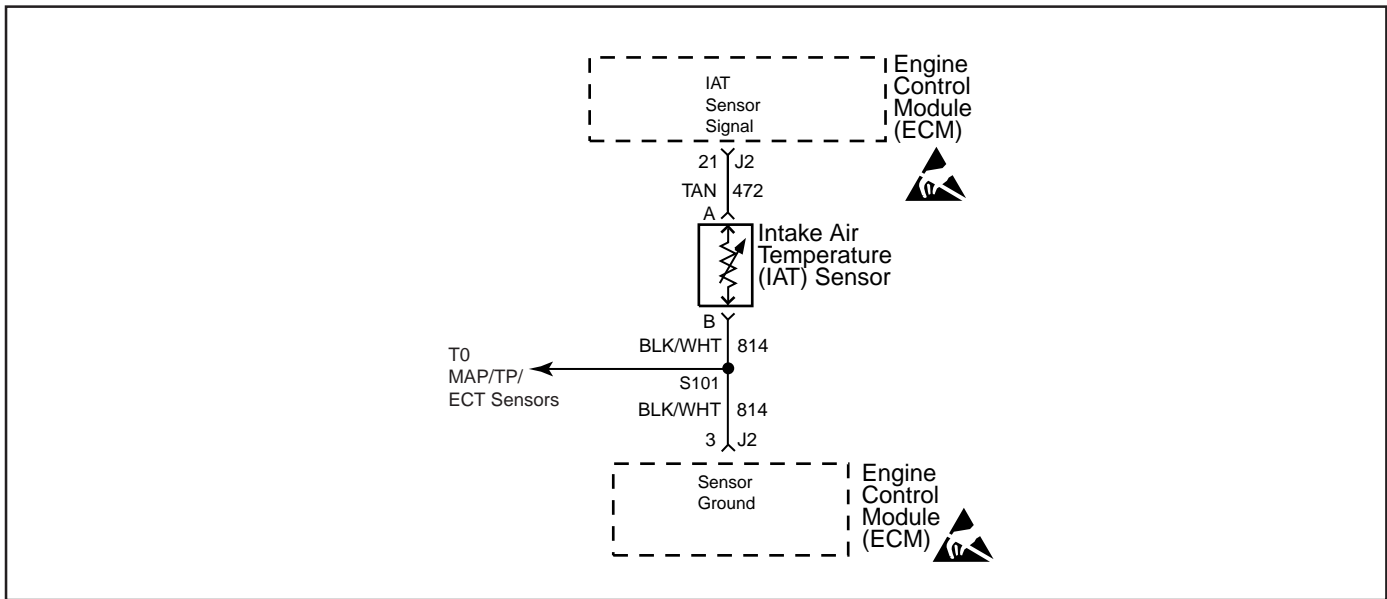 IAT
Sensor
Signal
Engine
Control
Module
(ECM)
21 J2
TAN 472
A
Intake Air
Temperature
(IAT) Sensor
B
BLK/WHT 814
T0
MAP/TP/
ECT Sensors
S101
BLK/WHT 814
3 J2
Sensor
Ground
Engine
Control
Module
(ECM)